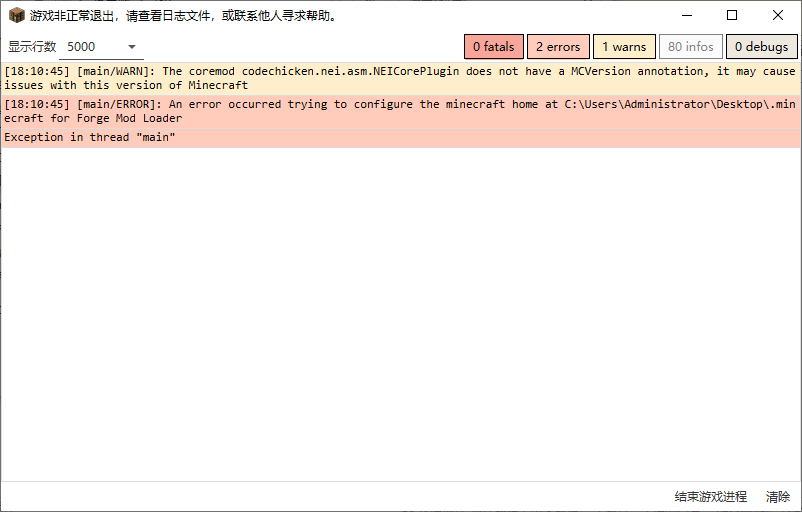 游戏非正常退出，请查看日志文件，或联系他人寻求帮助。
显示行数 5000 0 fatals 2 errors 1 warns 80 infos 0 debugs
[18:10:45] [main/WARN]: The coremod codechicken.nei.asm.NEICorePlugin does not have a MCVersion annotation, it may cause
issues with this version of Minecraft
[18:10:45] [main/ERROR]: An error occurred trying to configure the minecraft home at C:\Users\Administrator\Desktop\.min
ecraft for Forge Mod Loader
Exception in thread "main"
结束游戏进程 清除